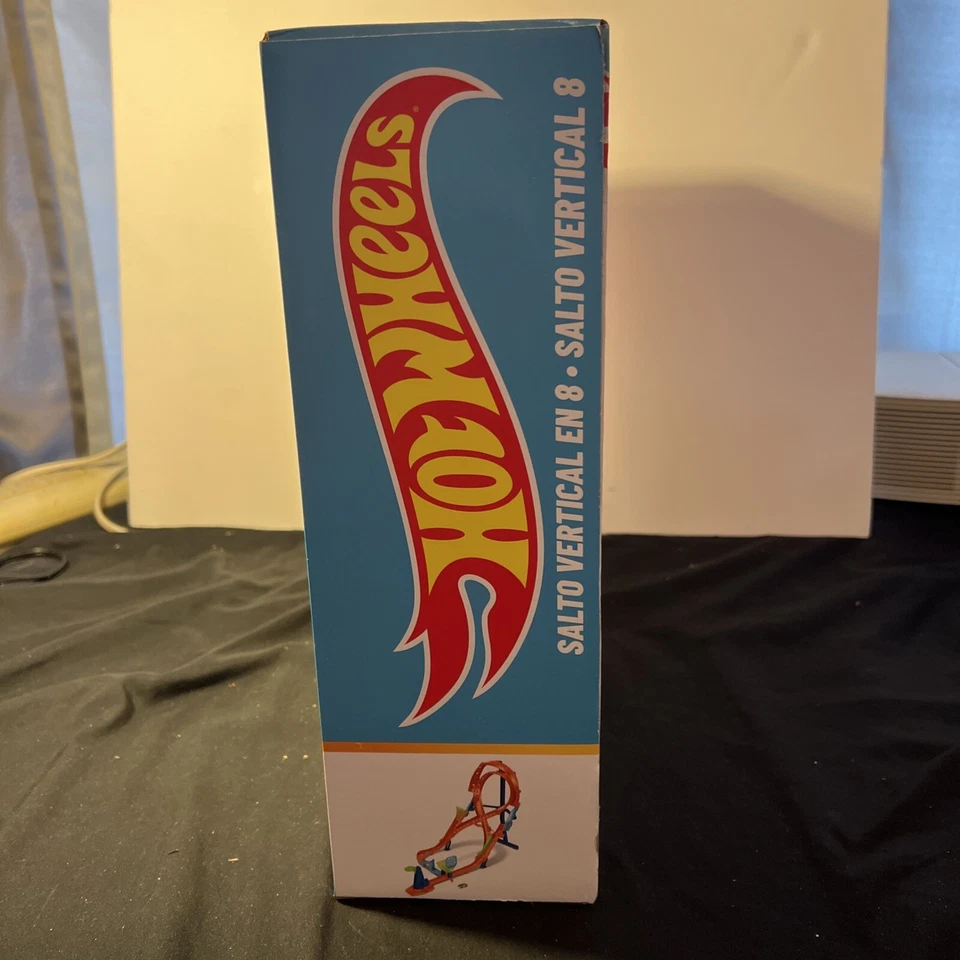 HOT WHEELS®
SALTO VERTICAL EN 8 • SALTO VERTICAL 8